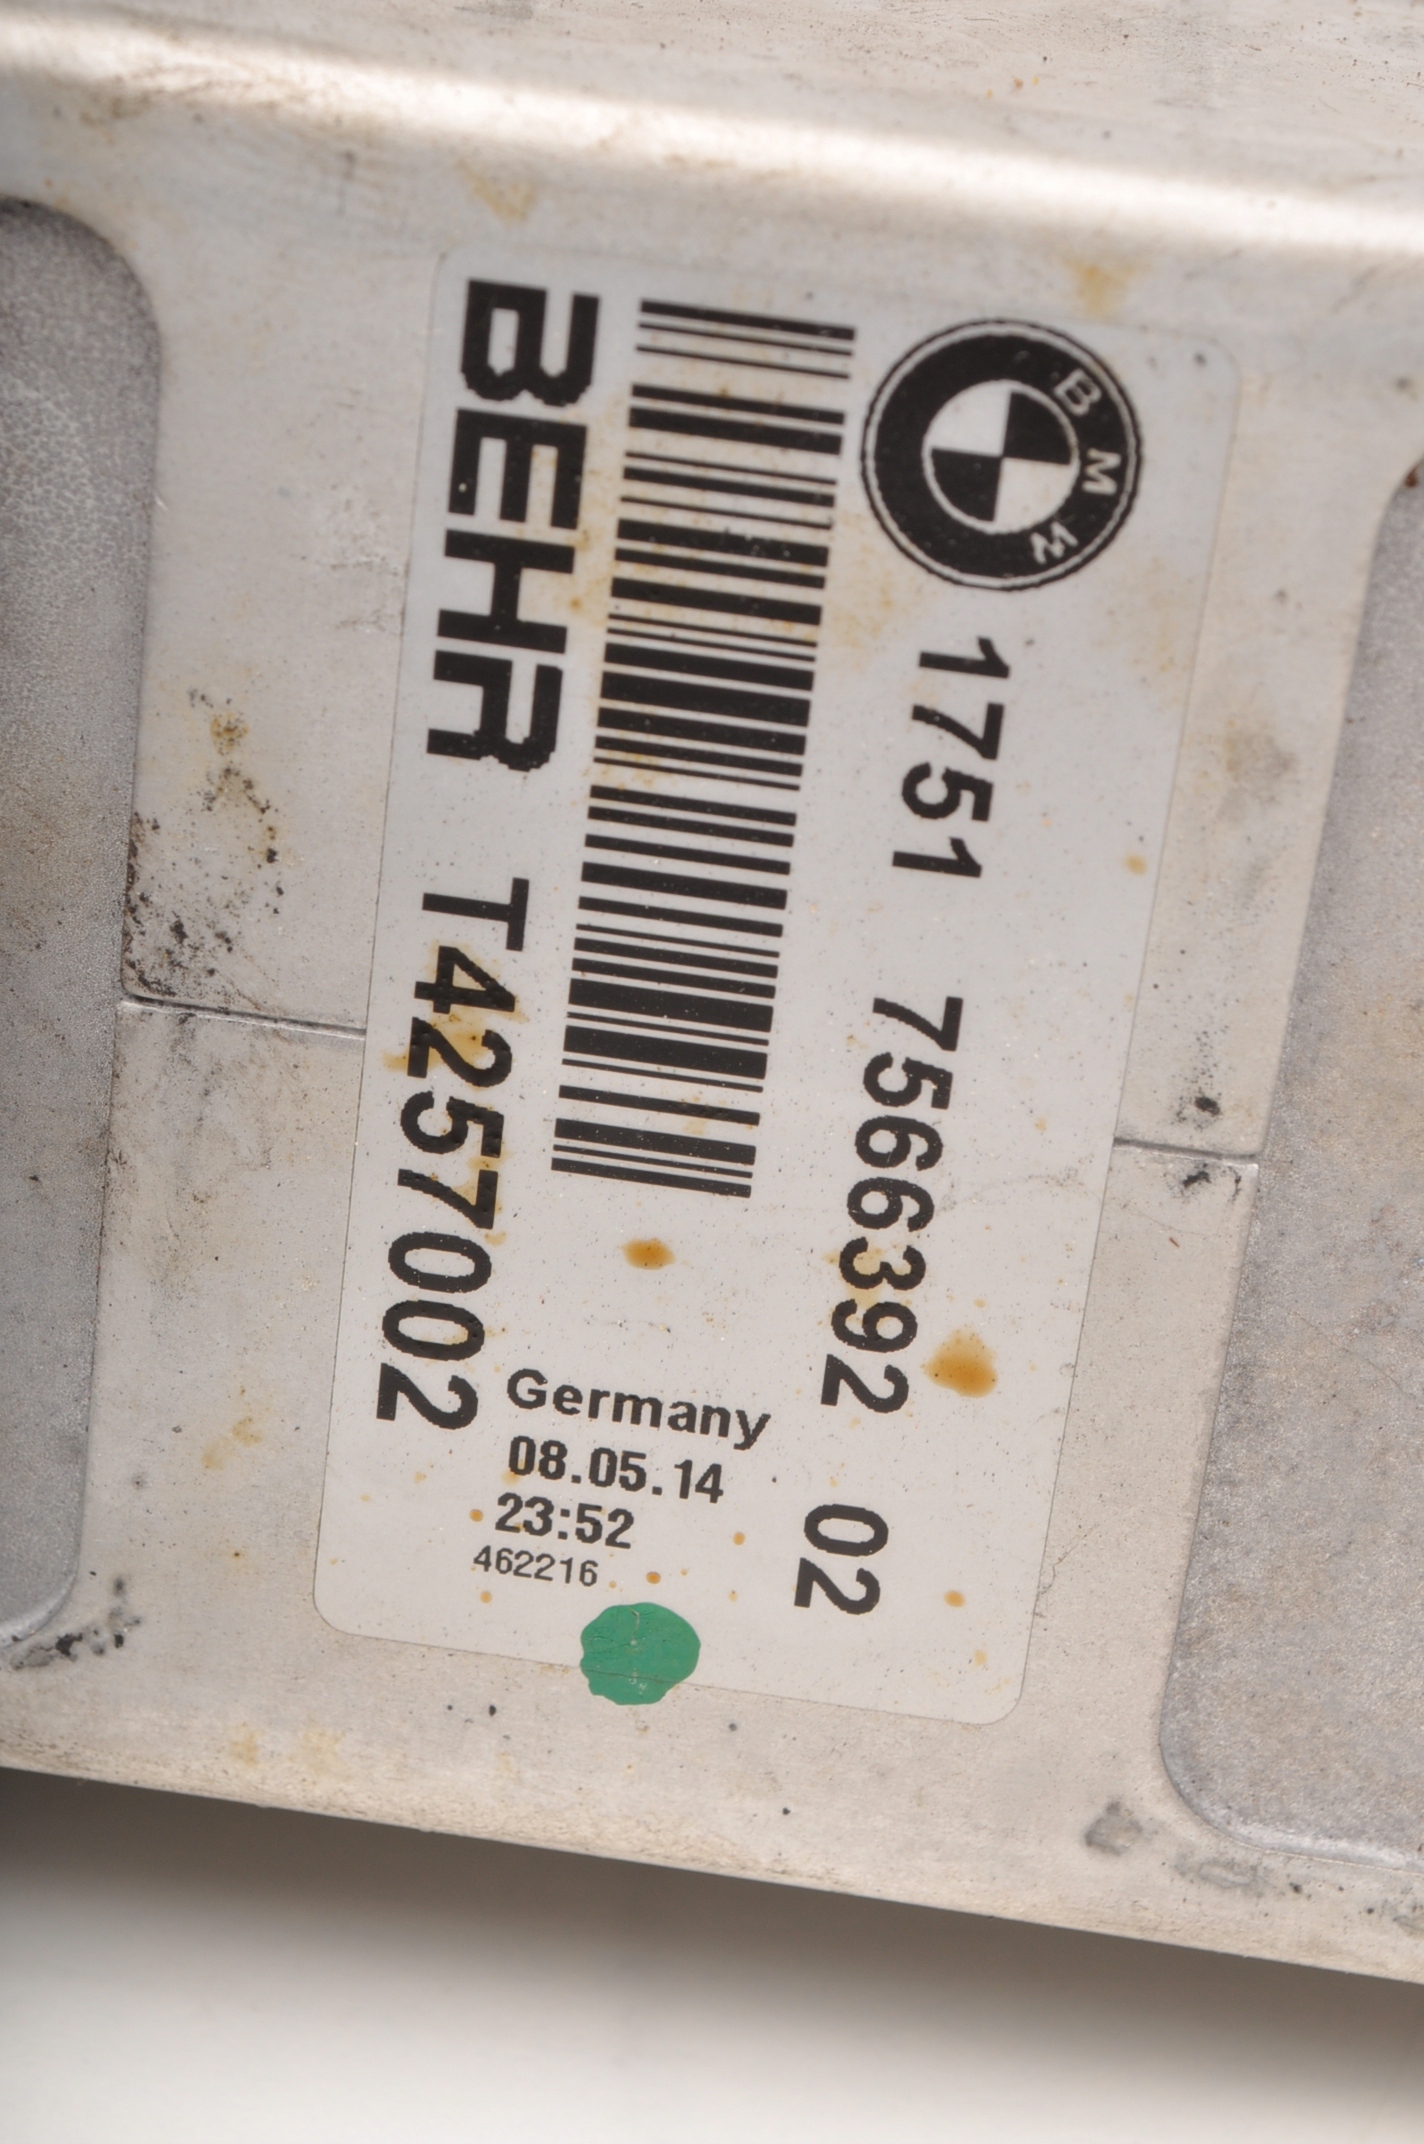 BMW
1751 7566392 02
BEHR T4257002
Germany
08.05.14
23:52
462216